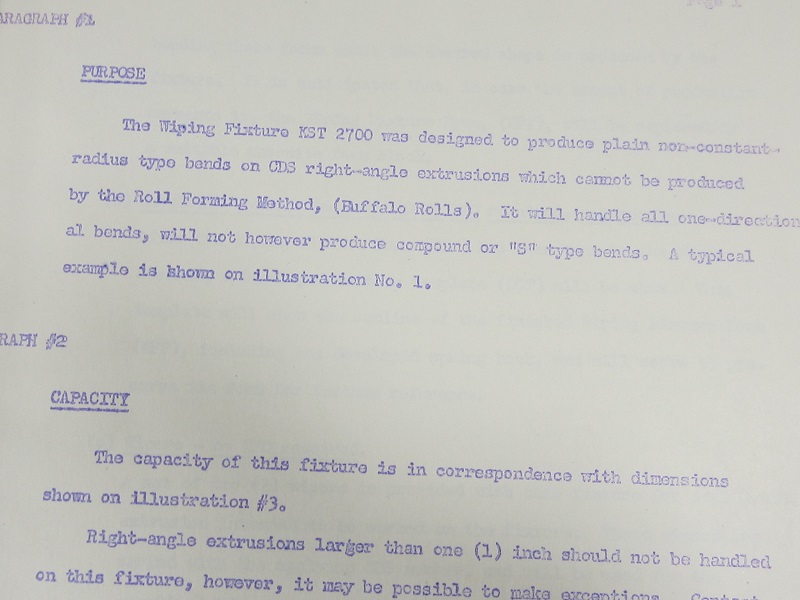 Page 1
ARAGRAPH #1
PURPOSE
The Wiping Fixture KST 2700 was designed to produce plain non-constant-
radius type bends on CDS right-angle extrusions which cannot be produced
by the Roll Forming Method, (Buffalo Rolls). It will handle all one-direction
al bends, will not however produce compound or "S" type bends. A typical
example is shown on illustration No. 1.
RAPH #2
CAPACITY
The capacity of this fixture is in correspondence with dimensions
shown on illustration #3.
Right-angle extrusions larger than one (1) inch should not be handled
on this fixture, however, it may be possible to make exceptions. Contact